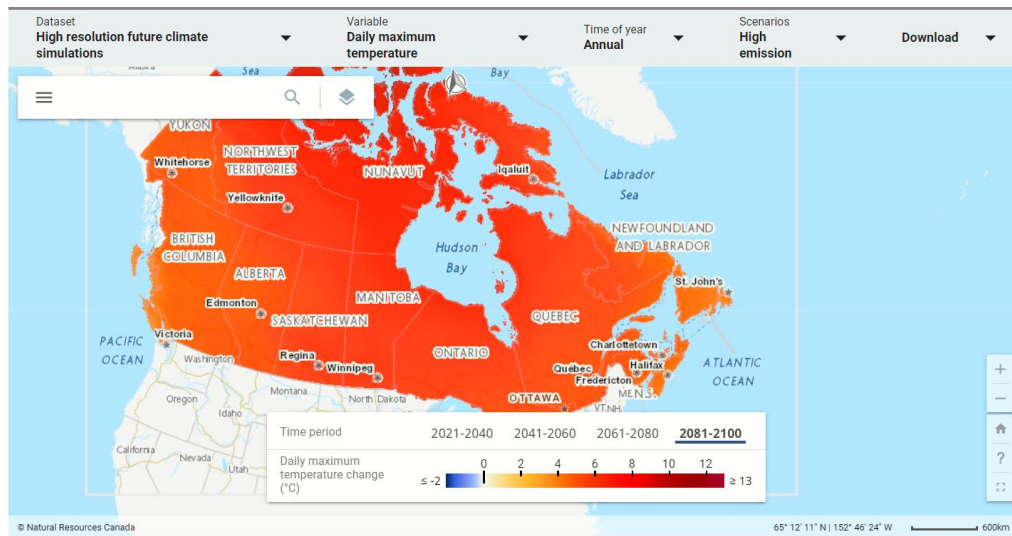 Dataset
High resolution future climate
simulations
Variable
Daily maximum
temperature
Time of year
Annual
Scenarios
High
emission
Download
Sea
Bay
YUKON
Whitehorse
NORTHWEST
TERRITORIES
NUNAVUT
Iqaluit
Labrador
Sea
Yellowknife
NEWFOUNDLAND
AND LABRADOR
BRITISH
COLUMBIA
Hudson
Bay
ALBERTA
St. John's
Edmonton
MANITOBA
SASKATCHEWAN
QUEBEC
PACIFIC
OCEAN
Victoria
Washington
Regina
Winnipeg
ONTARIO
Charlottetown
Québec
Halifax
Fredericton
ATLANTIC
OCEAN
Montana
North Dakota
OTTAWA
ME
N.S.
VT.
NH.
Oregon
Idaho
California
Nevada
Utah
Time period
2021-2040
2041-2060
2061-2080
2081-2100
Daily maximum
temperature change
(°C)
≤ -2
0 2 4 6 8 10 12
≥ 13
+
−
?
© Natural Resources Canada
65° 12' 11" N | 152° 46' 24" W
600km